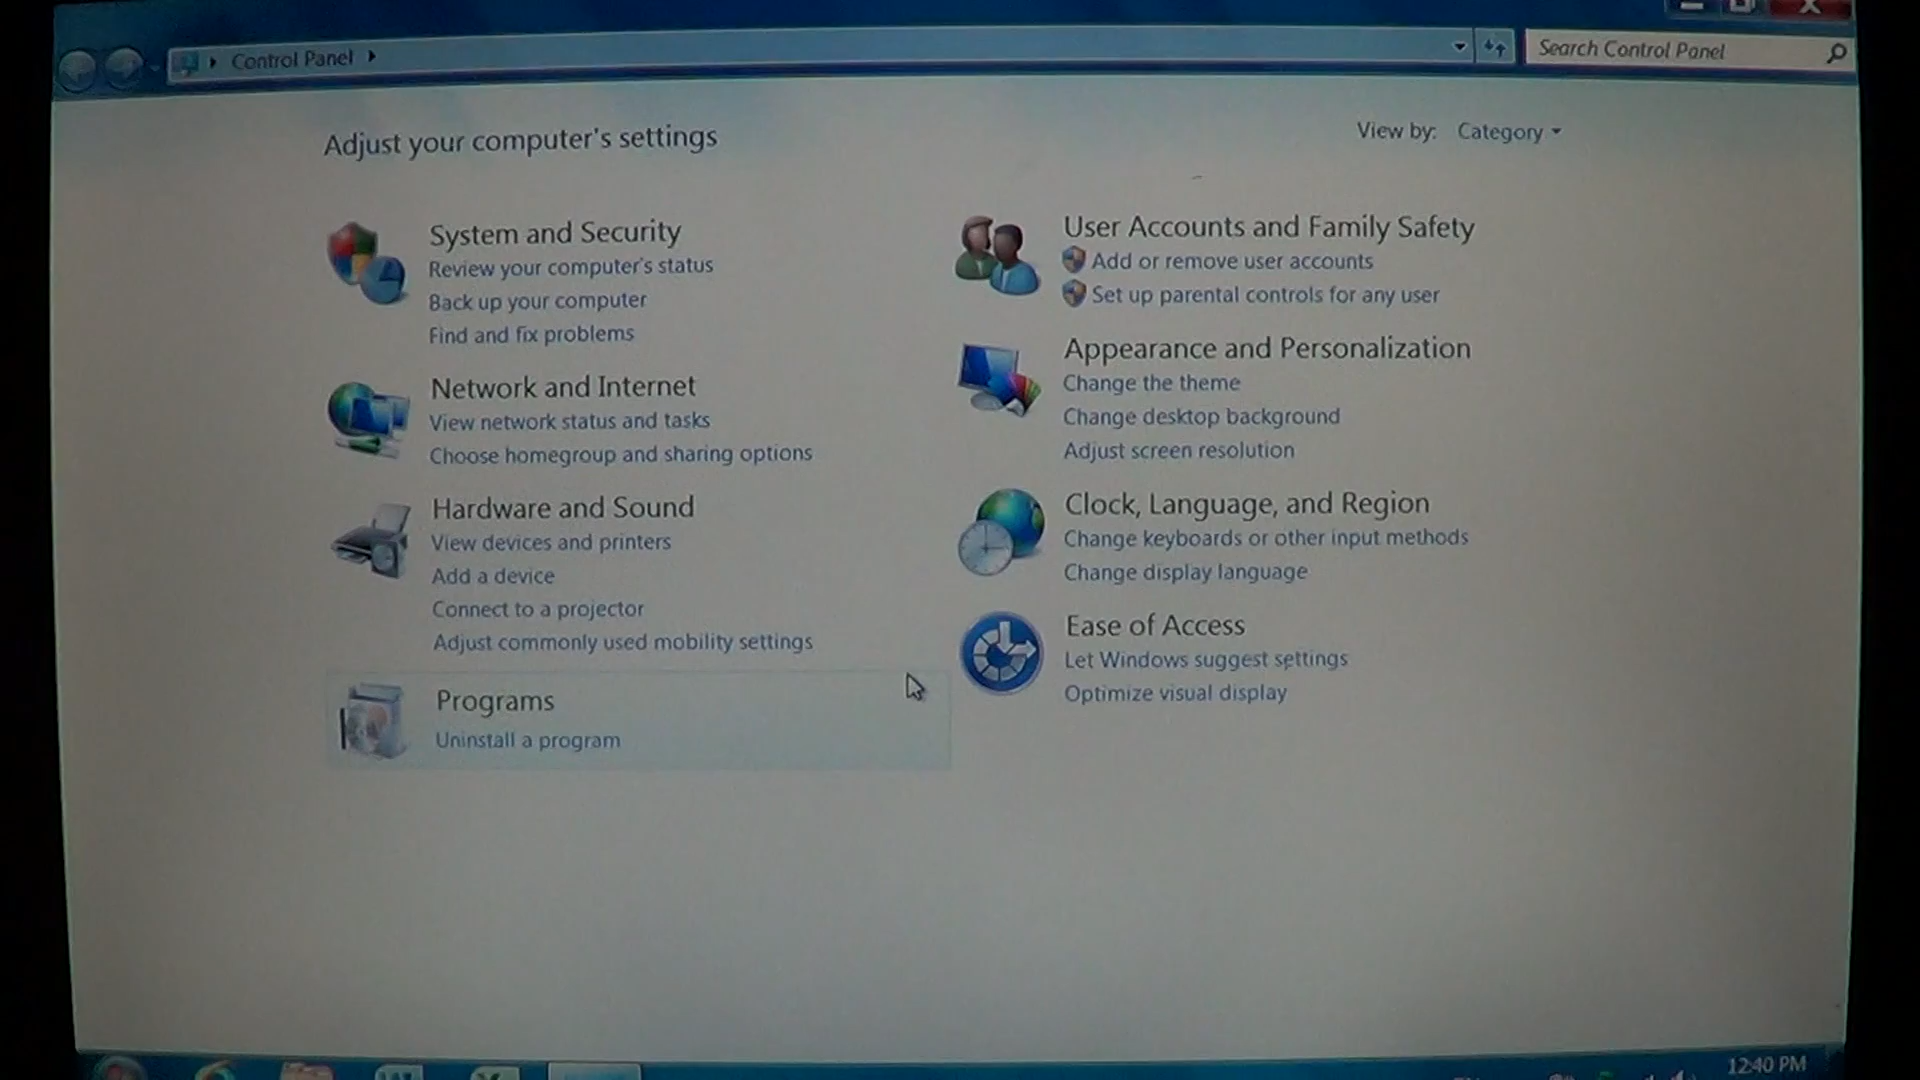 Control Panel
Search Control Panel
Adjust your computer's settings
View by: Category
System and Security
Review your computer's status
Back up your computer
Find and fix problems
Network and Internet
View network status and tasks
Choose homegroup and sharing options
Hardware and Sound
View devices and printers
Add a device
Connect to a projector
Adjust commonly used mobility settings
Programs
Uninstall a program
User Accounts and Family Safety
Add or remove user accounts
Set up parental controls for any user
Appearance and Personalization
Change the theme
Change desktop background
Adjust screen resolution
Clock, Language, and Region
Change keyboards or other input methods
Change display language
Ease of Access
Let Windows suggest settings
Optimize visual display
12:40 PM